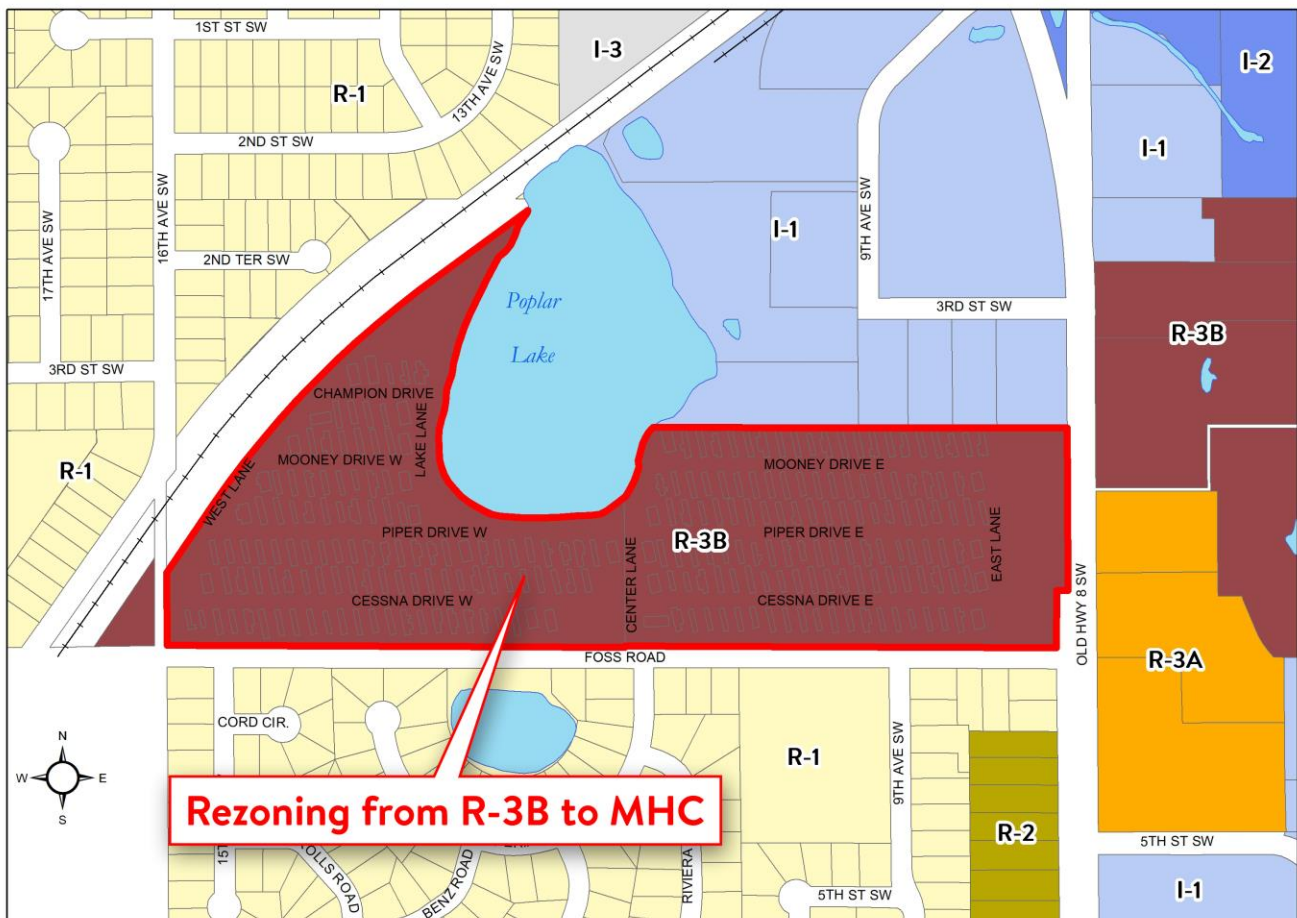 1ST ST SW
I-3
I-2
R-1
13TH AVE SW
2ND ST SW
I-1
17TH AVE SW
16TH AVE SW
9TH AVE SW
I-1
2ND TER SW
Poplar
Lake
3RD ST SW
R-3B
3RD ST SW
CHAMPION DRIVE
LAKE LANE
MOONEY DRIVE W
MOONEY DRIVE E
R-1
WEST LANE
PIPER DRIVE W
R-3B
PIPER DRIVE E
EAST LANE
CENTER LANE
CESSNA DRIVE W
CESSNA DRIVE E
OLD HWY 8 SW
FOSS ROAD
R-3A
N
W
E
S
CORD CIR.
R-1
9TH AVE SW
Rezoning from R-3B to MHC
R-2
5TH ST SW
BENZ ROAD
RIVIERA
5TH ST SW
I-1